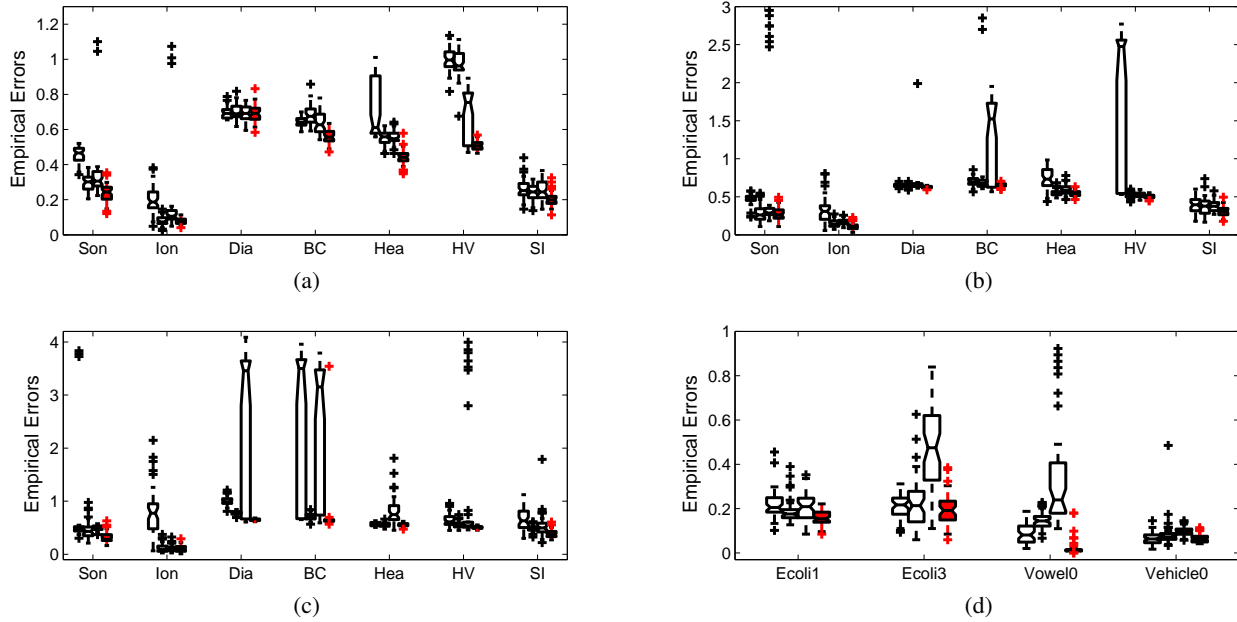 Empirical Errors
1.2
1
0.8
0.6
0.4
0.2
0
Son Ion Dia BC Hea HV SI
(a)
Empirical Errors
3
2.5
2
1.5
1
0.5
0
Son Ion Dia BC Hea HV SI
(b)
Empirical Errors
4
3
2
1
0
Son Ion Dia BC Hea HV SI
(c)
Empirical Errors
1
0.8
0.6
0.4
0.2
0
Ecoli1 Ecoli3 Vowel0 Vehicle0
(d)